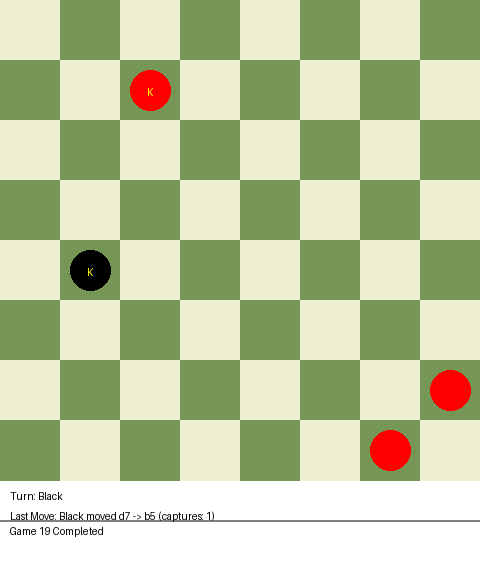 K
K
Turn: Black
Last Move: Black moved d7 -> b5 (captures: 1)
Game 19 Completed